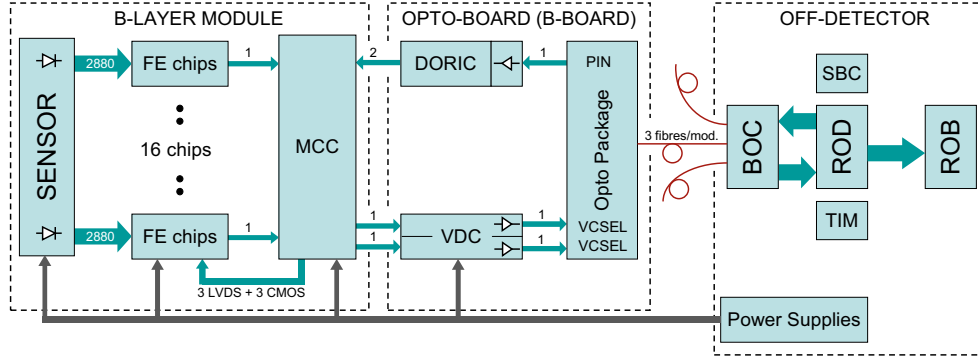 B-LAYER MODULE
SENSOR
2880
FE chips
1
16 chips
2880
FE chips
1
MCC
3 LVDS + 3 CMOS
OPTO-BOARD (B-BOARD)
2
DORIC
1
PIN
Opto Package
1
1
VDC
1
1
VCSEL
VCSEL
3 fibres/mod.
OFF-DETECTOR
SBC
BOC
ROD
ROB
TIM
Power Supplies